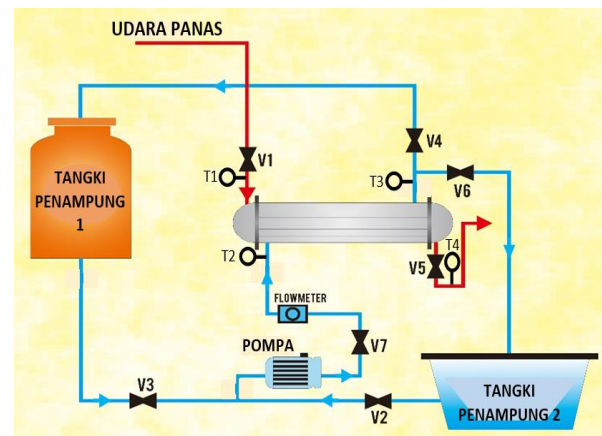 UDARA PANAS
V1
T1
V4
T3
V6
TANGKI
PENAMPUNG
1
T2
T4
V5
FLOWMETER
POMPA
V7
V3
V2
TANGKI
PENAMPUNG 2